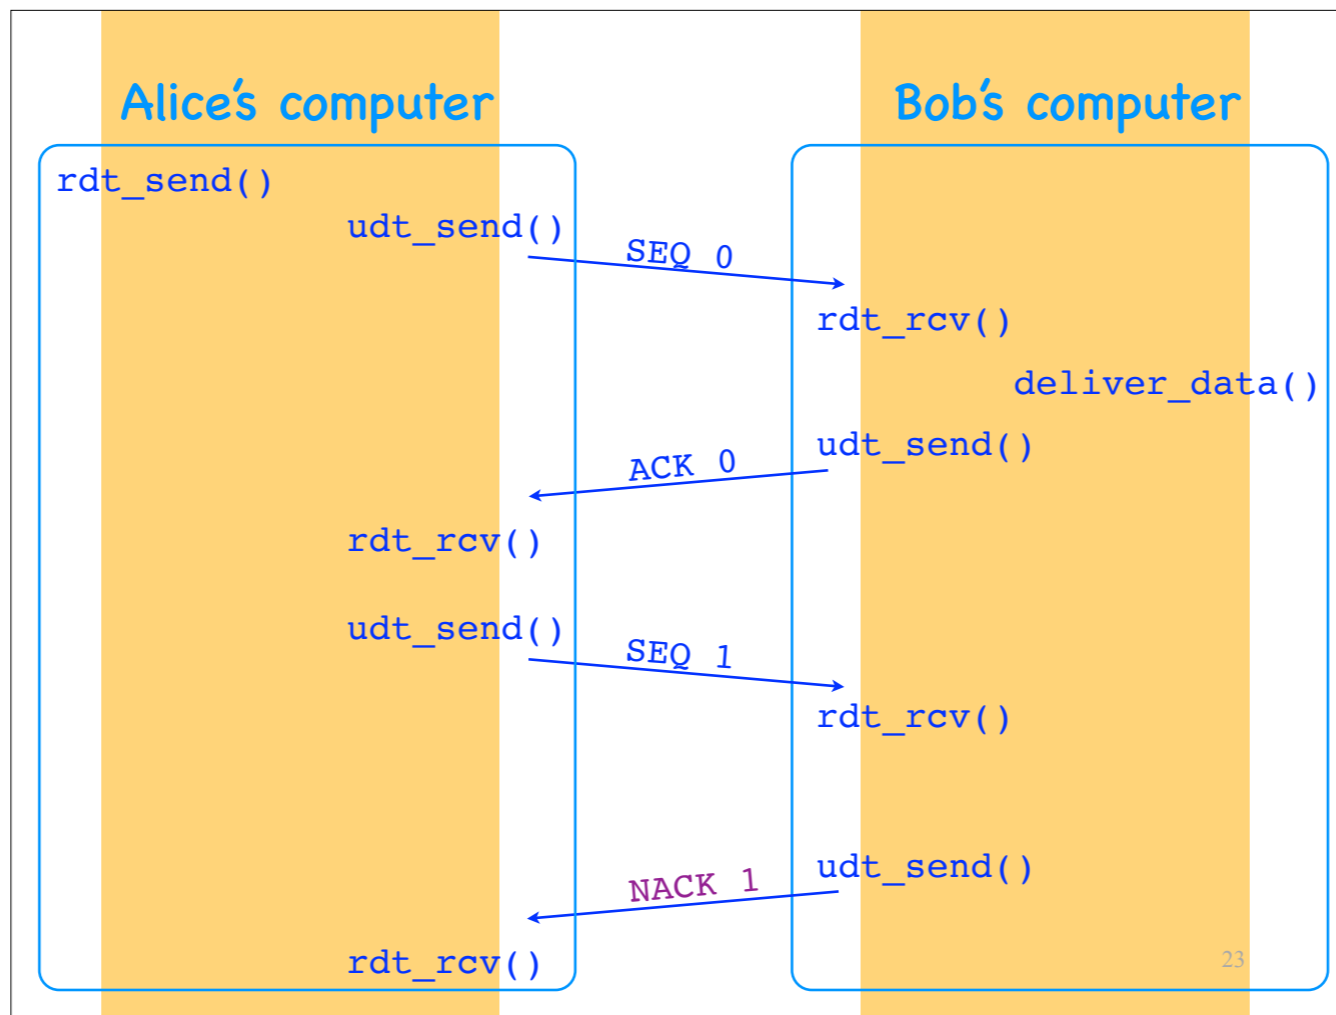 Alice's computer
Bob's computer
rdt_send()
udt_send()
SEQ 0
rdt_rcv()
deliver_data()
udt_send()
ACK 0
rdt_rcv()
udt_send()
SEQ 1
rdt_rcv()
udt_send()
NACK 1
rdt_rcv()
23